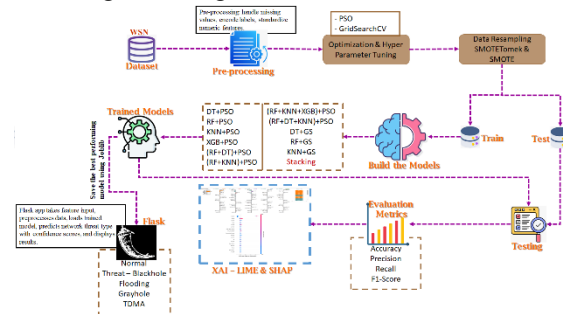 WSN
Dataset
Pre-processing handle missing
values, encode labels, standardize
numeric features.
Pre-processing
- PSO
- GridSearchCV
Optimization & Hyper
Parameter Tuning
Data Resampling
SMOTETomek &
SMOTE
Train
Test
Build the Models
DT+PSO
RF+PSO
KNN+PSO
XGB+PSO
(RF+DT)+PSO
(RF+KNN)+PSO
(RF+KNN+XGB)+PSO
(RF+DT+KNN)+PSO
DT+GS
RF+GS
KNN+GS
Stacking
Trained Models
Save the best performing
model using Joblib
Flask app takes feature input,
preprocesses data, loads trained
model, predicts network threat type
with confidence scores, and displays
results.
Flask
Normal
Threat – Blackhole
Flooding
Grayhole
TDMA
XAI – LIME & SHAP
Evaluation
Metrics
Accuracy
Precision
Recall
F1-Score
Testing